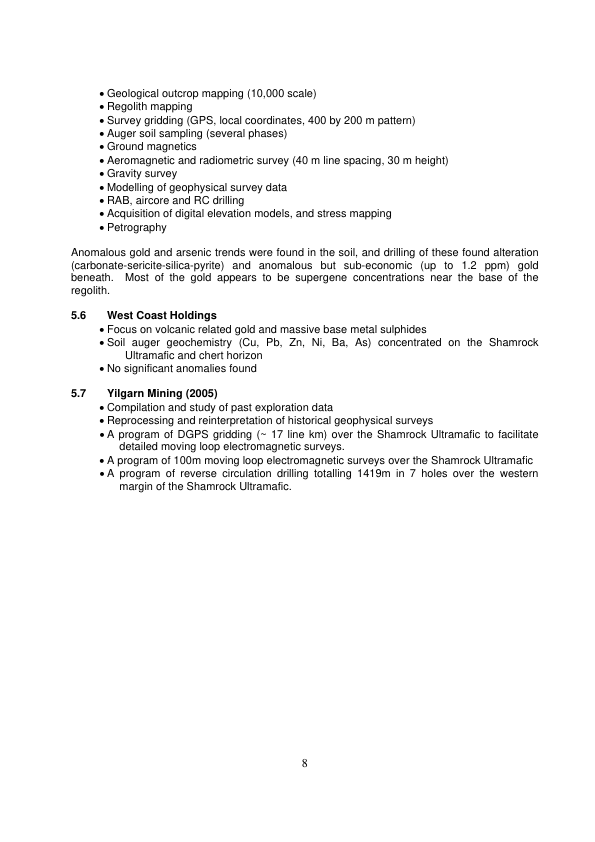 • Geological outcrop mapping (10,000 scale)
• Regolith mapping
• Survey gridding (GPS, local coordinates, 400 by 200 m pattern)
• Auger soil sampling (several phases)
• Ground magnetics
• Aeromagnetic and radiometric survey (40 m line spacing, 30 m height)
• Gravity survey
• Modelling of geophysical survey data
• RAB, aircore and RC drilling
• Acquisition of digital elevation models, and stress mapping
• Petrography
Anomalous gold and arsenic trends were found in the soil, and drilling of these found alteration
(carbonate-sericite-silica-pyrite) and anomalous but sub-economic (up to 1.2 ppm) gold
beneath. Most of the gold appears to be supergene concentrations near the base of the
regolith.
5.6 West Coast Holdings
• Focus on volcanic related gold and massive base metal sulphides
• Soil auger geochemistry (Cu, Pb, Zn, Ni, Ba, As) concentrated on the Shamrock
Ultramafic and chert horizon
• No significant anomalies found
5.7 Yilgarn Mining (2005)
• Compilation and study of past exploration data
• Reprocessing and reinterpretation of historical geophysical surveys
• A program of DGPS gridding (~ 17 line km) over the Shamrock Ultramafic to facilitate
detailed moving loop electromagnetic surveys.
• A program of 100m moving loop electromagnetic surveys over the Shamrock Ultramafic
• A program of reverse circulation drilling totalling 1419m in 7 holes over the western
margin of the Shamrock Ultramafic.
8